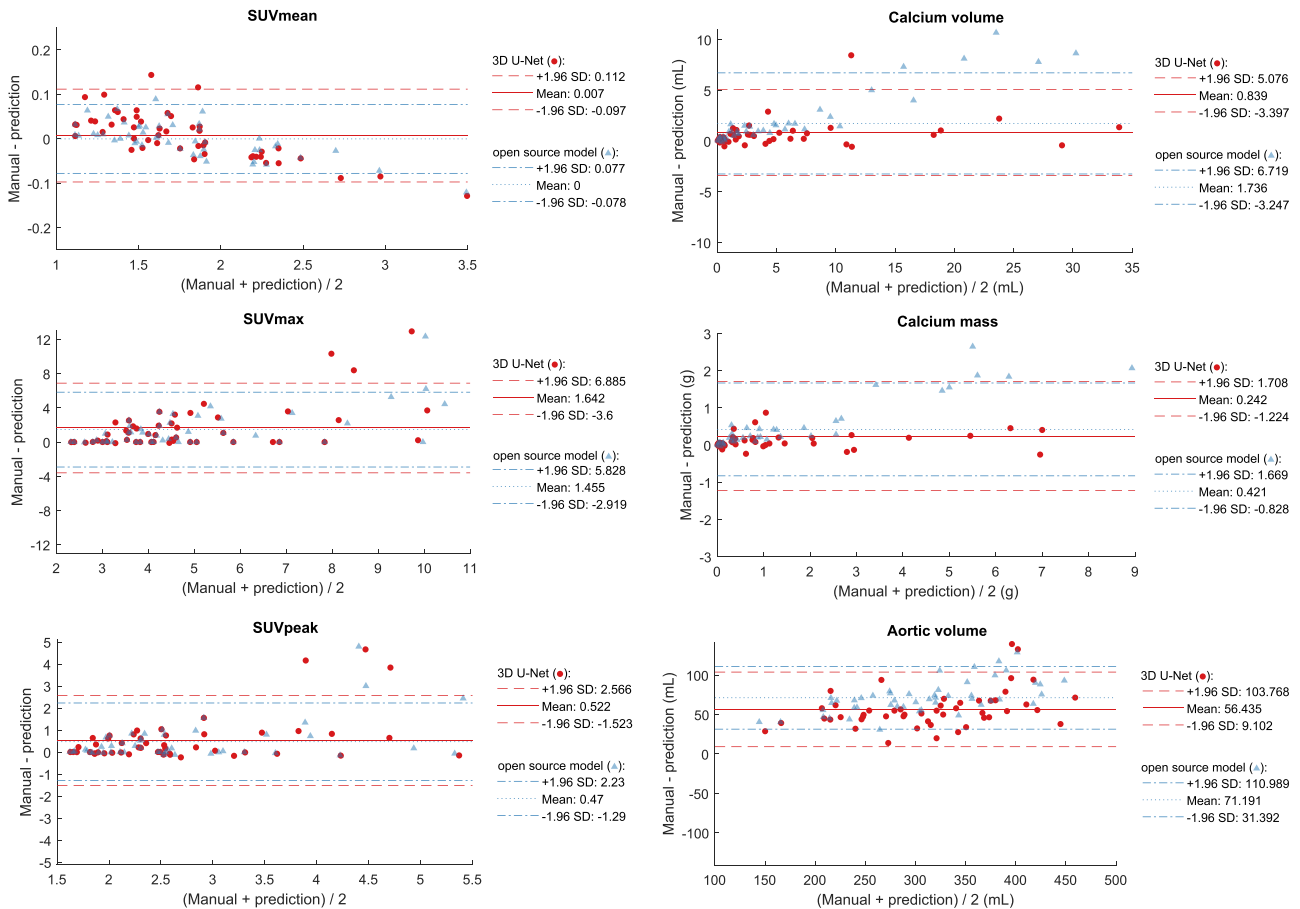 SUVmean
Manual - prediction
0.2
0.1
0
-0.1
-0.2
1
1.5
2
2.5
3
3.5
(Manual + prediction) / 2
3D U-Net (●):
+1.96 SD: 0.112
Mean: 0.007
-1.96 SD: -0.097
open source model (▲):
+1.96 SD: 0.077
Mean: 0
-1.96 SD: -0.078
Calcium volume
Manual - prediction (mL)
10
5
0
-5
-10
0
5
10
15
20
25
30
35
(Manual + prediction) / 2 (mL)
3D U-Net (●):
+1.96 SD: 5.076
Mean: 0.839
-1.96 SD: -3.397
open source model (▲):
+1.96 SD: 6.719
Mean: 1.736
-1.96 SD: -3.247
SUVmax
Manual - prediction
12
8
4
0
-4
-8
-12
2
3
4
5
6
7
8
9
10
11
(Manual + prediction) / 2
3D U-Net (●):
+1.96 SD: 6.885
Mean: 1.642
-1.96 SD: -3.6
open source model (▲):
+1.96 SD: 5.828
Mean: 1.455
-1.96 SD: -2.919
Calcium mass
Manual - prediction (g)
3
2
1
0
-1
-2
-3
0
1
2
3
4
5
6
7
8
9
(Manual + prediction) / 2 (g)
3D U-Net (●):
+1.96 SD: 1.708
Mean: 0.242
-1.96 SD: -1.224
open source model (▲):
+1.96 SD: 1.669
Mean: 0.421
-1.96 SD: -0.828
SUVpeak
Manual - prediction
5
4
3
2
1
0
-1
-2
-3
-4
-5
1.5
2
2.5
3
3.5
4
4.5
5
5.5
(Manual + prediction) / 2
3D U-Net (●):
+1.96 SD: 2.566
Mean: 0.522
-1.96 SD: -1.523
open source model (▲):
+1.96 SD: 2.23
Mean: 0.47
-1.96 SD: -1.29
Aortic volume
Manual - prediction (mL)
100
50
0
-50
-100
100
150
200
250
300
350
400
450
500
(Manual + prediction) / 2 (mL)
3D U-Net (●):
+1.96 SD: 103.768
Mean: 56.435
-1.96 SD: 9.102
open source model (▲):
+1.96 SD: 110.989
Mean: 71.191
-1.96 SD: 31.392